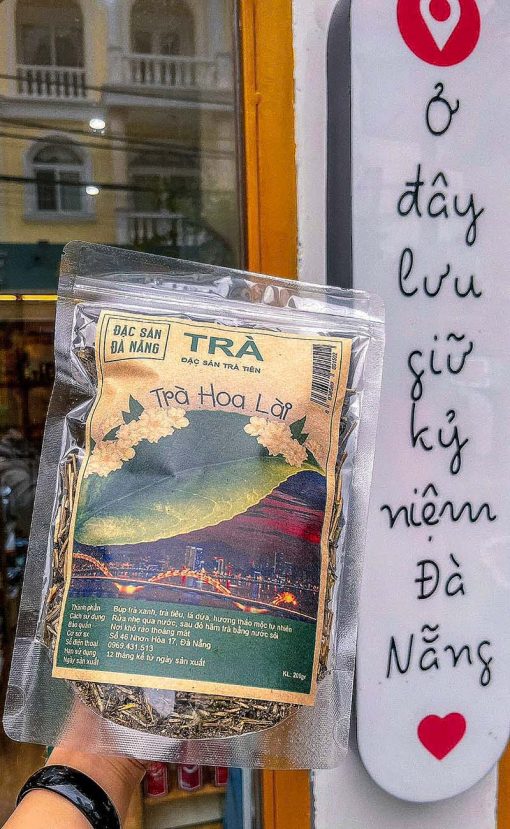 ĐẶC SẢN
ĐÀ NẴNG
TRÀ
ĐẶC SẢN TRÀ TIÊN
Trà Hoa Lài
Thành phần Búp trà xanh, trà tiêu, lá dứa, hương thảo mộc tự nhiên
Cách sử dụng Rửa nhẹ qua nước, sau đó hãm trà bằng nước sôi
Bảo quản Nơi khô ráo thoáng mát
Cơ sở sx Số 46 Nhơn Hòa 17, Đà Nẵng
Số điện thoại 0969.431.513
Hạn sử dụng 12 tháng kể từ ngày sản xuất
Ngày sản xuất
KL: 200gr
Ở
đây
lưu
giữ
kỷ
niệm
Đà
Nẵng